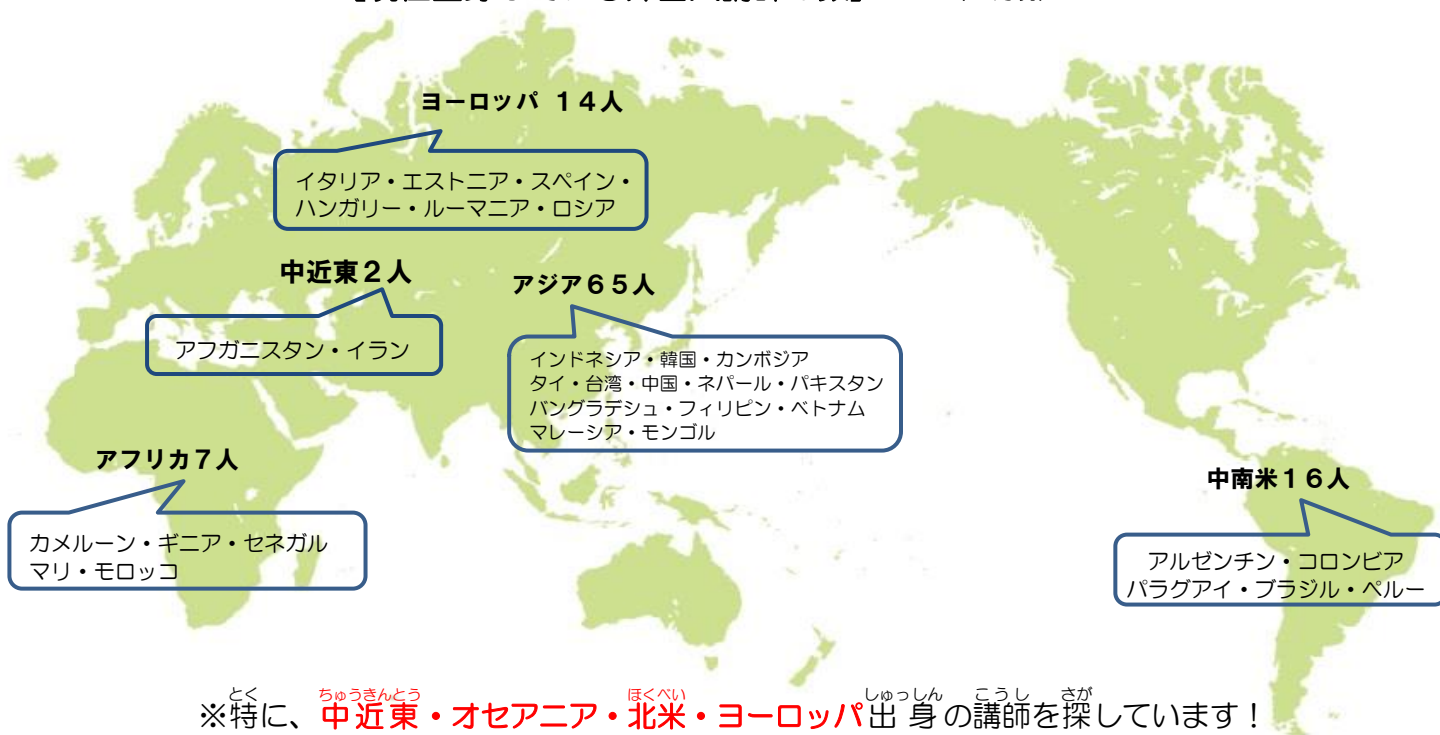 ヨーロッパ １４人
イタリア・エストニア・スペイン・
ハンガリー・ルーマニア・ロシア
中近東２人
アフガニスタン・イラン
アジア６５人
インドネシア・韓国・カンボジア
タイ・台湾・中国・ネパール・パキスタン
バングラデシュ・フィリピン・ベトナム
マレーシア・モンゴル
アフリカ７人
カメルーン・ギニア・セネガル
マリ・モロッコ
中南米１６人
アルゼンチン・コロンビア
パラグアイ・ブラジル・ペルー
とく ちゅうきんとう ほくべい しゅっしん こうし さが
※特に、中近東・オセアニア・北米・ヨーロッパ出身の講師を探しています！